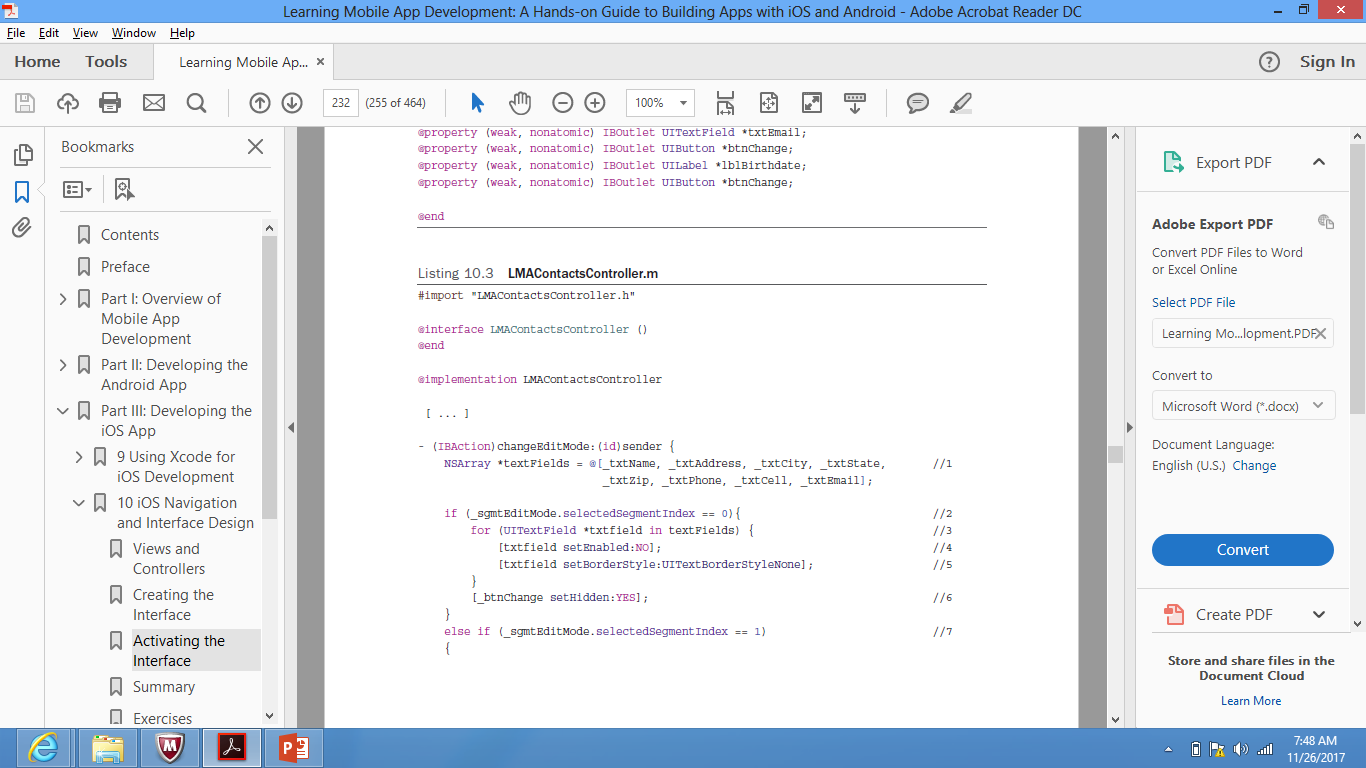 Learning Mobile App Development: A Hands-on Guide to Building Apps with iOS and Android - Adobe Acrobat Reader DC
File Edit View Window Help
Home Tools Learning Mobile Ap... × Sign In
232 (255 of 464) 100%
Bookmarks
Contents
Preface
Part I: Overview of
Mobile App
Development
Part II: Developing the
Android App
Part III: Developing the
iOS App
9 Using Xcode for
iOS Development
10 iOS Navigation
and Interface Design
Views and
Controllers
Creating the
Interface
Activating the
Interface
Summary
Exercises
@property (weak, nonatomic) IBOutlet UITextField *txtEmail;
@property (weak, nonatomic) IBOutlet UIButton *btnChange;
@property (weak, nonatomic) IBOutlet UILabel *lblBirthdate;
@property (weak, nonatomic) IBOutlet UIButton *btnChange;
@end
Listing 10.3 LMAContactsController.m
#import "LMAContactsController.h"
@interface LMAContactsController ()
@end
@implementation LMAContactsController
[ ... ]
- (IBAction)changeEditMode:(id)sender {
NSArray *textFields = @[_txtName, _txtAddress, _txtCity, _txtState, //1
_txtZip, _txtPhone, _txtCell, _txtEmail];
if (_sgmtEditMode.selectedSegmentIndex == 0){ //2
for (UITextField *txtfield in textFields) { //3
[txtfield setEnabled:NO]; //4
[txtfield setBorderStyle:UITextBorderStyleNone]; //5
}
[_btnChange setHidden:YES]; //6
}
else if (_sgmtEditMode.selectedSegmentIndex == 1) //7
{
Export PDF
Adobe Export PDF
Convert PDF Files to Word
or Excel Online
Select PDF File
Learning Mo...lopment.PDF
Convert to
Microsoft Word (*.docx)
Document Language:
English (U.S.) Change
Convert
Create PDF
Store and share files in the
Document Cloud
Learn More
7:48 AM
11/26/2017